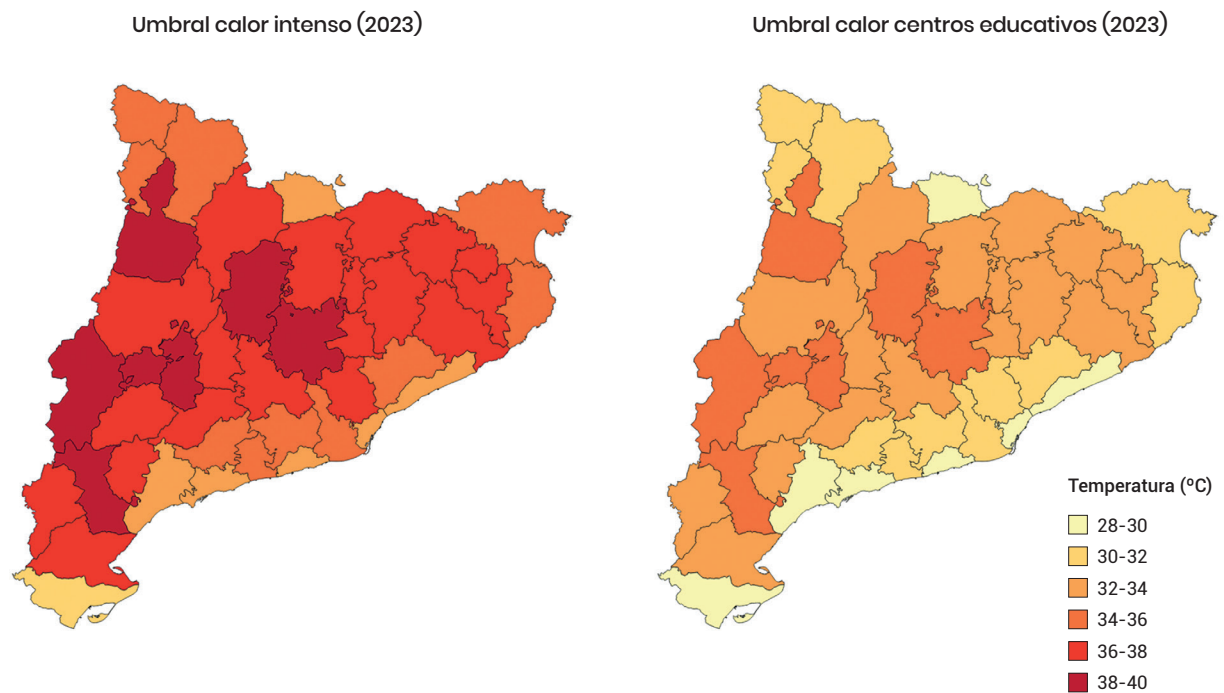 Umbral calor intenso (2023)
Umbral calor centros educativos (2023)
Temperatura (ºC)
28-30
30-32
32-34
34-36
36-38
38-40